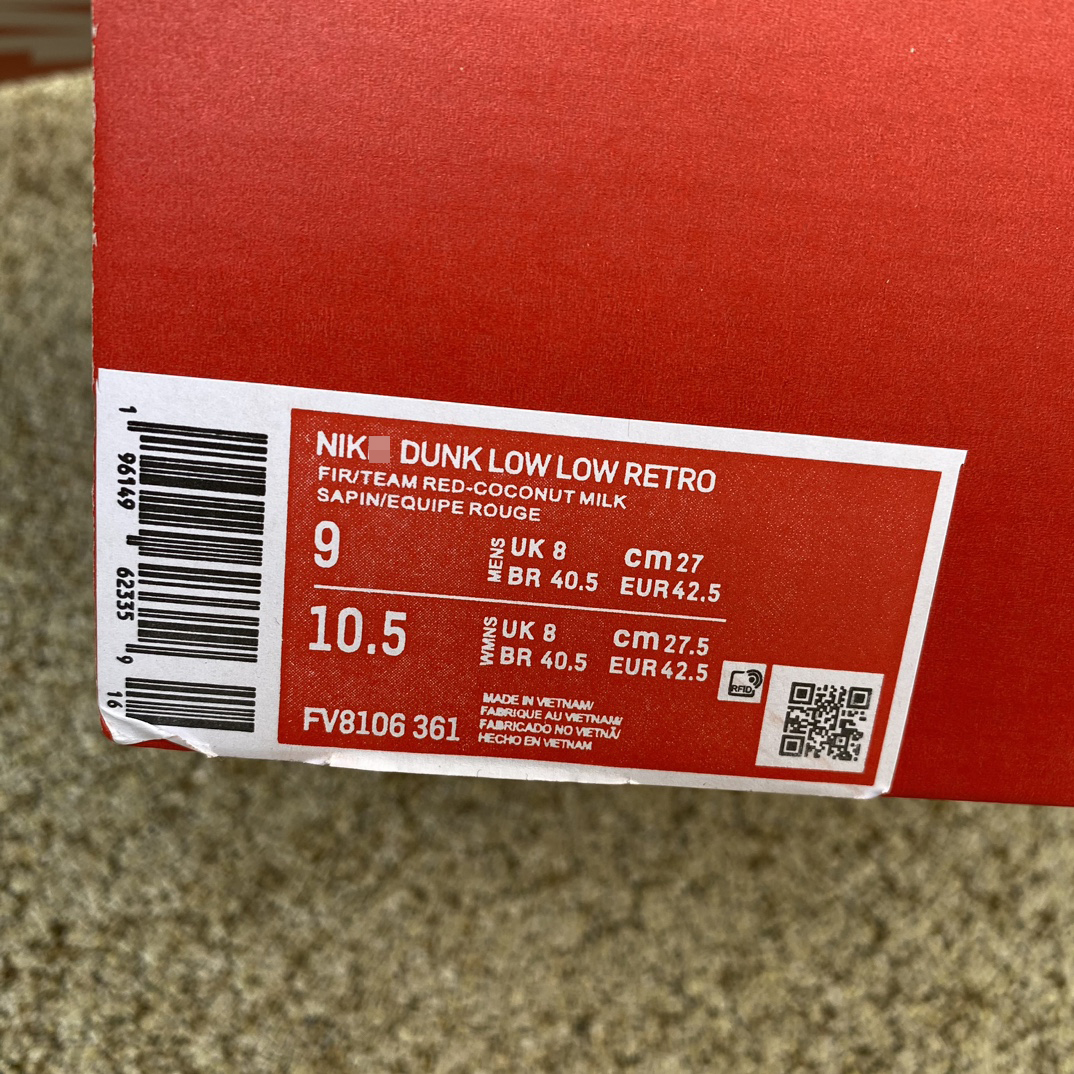 NIK DUNK LOW LOW RETRO
FIR/TEAM RED-COCONUT MILK
SAPIN/EQUIPE ROUGE
9
MENS
UK 8 cm 27
BR 40.5 EUR 42.5
10.5
WMNS
UK 8 cm 27.5
BR 40.5 EUR 42.5
FV8106 361
MADE IN VIETNAM/
FABRIQUE AU VIETNAM/
FABRICADO NO VIETNÃ/
HECHO EN VIETNAM
RFID
1 96149 62335 9 16